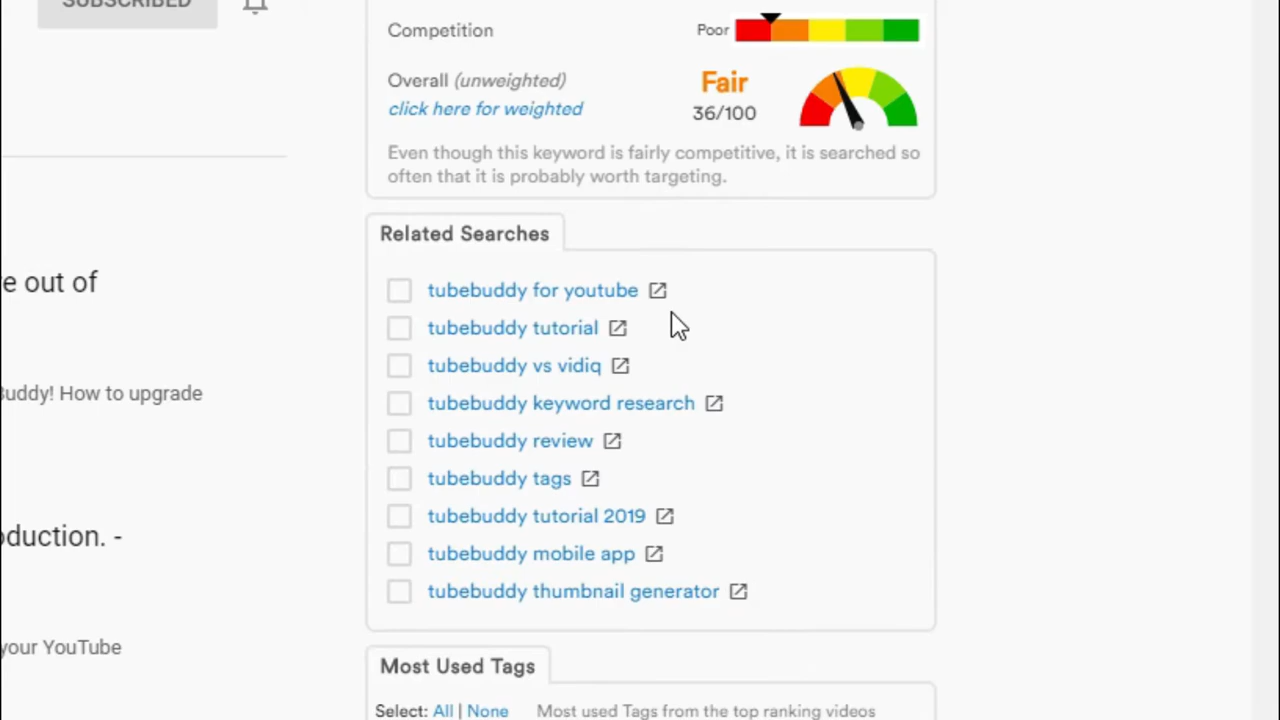 SUBSCRIBED
Competition
Poor
Overall (unweighted)
click here for weighted
Fair
36/100
Even though this keyword is fairly competitive, it is searched so
often that it is probably worth targeting.
Related Searches
tubebuddy for youtube
tubebuddy tutorial
tubebuddy vs vidiq
tubebuddy keyword research
tubebuddy review
tubebuddy tags
tubebuddy tutorial 2019
tubebuddy mobile app
tubebuddy thumbnail generator
Most Used Tags
Select: All | None
Most used Tags from the top ranking videos
e out of
Buddy! How to upgrade
oduction. -
your YouTube